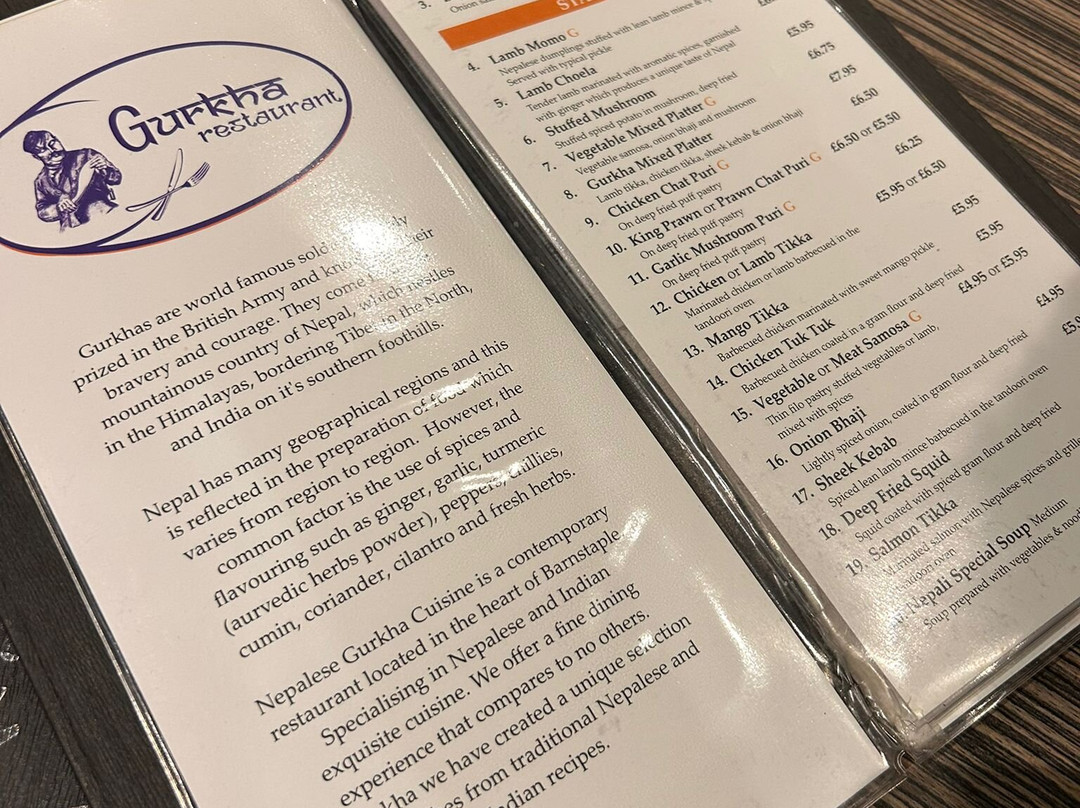 Gurkha
restaurant
Gurkhas are world famous
prized in the British Army and
bravery and courage. They come
mountainous country of Nepal, which nestles
in the Himalayas, bordering Tibet in the North,
and India on it's southern foothills.
Nepal has many geographical regions and this
is reflected in the preparation of food which
varies from region to region. However, the
common factor is the use of spices and
flavouring such as ginger, garlic, turmeric
(aurvedic herbs powder), peppers, chillies,
cumin, coriander, cilantro and fresh herbs.
Nepalese Gurkha Cuisine is a contemporary
restaurant located in the heart of Barnstaple
Specialising in Nepalese and Indian
exquisite cuisine. We offer a fine dining
experience that compares to no others.
we have created a unique selection
from traditional Nepalese and
recipes.
3.
4. Lamb Momo G
Nepalese dumplings stuffed with lean lamb mince &
Served with typical pickle
5. Lamb Choela £5.95
Tender lamb marinated with aromatic spices, garnished
with ginger which produces a unique taste of Nepal
6. Stuffed Mushroom £6.75
Stuffed spiced potato in mushroom, deep fried
7. Vegetable Mixed Platter G £7.95
Vegetable samosa, onion bhaji and mushroom
8. Gurkha Mixed Platter £6.50
Lamb tikka, chicken tikka, sheek kebab & onion bhaji
9. Chicken Chat Puri G £6.50 or £5.50
On deep fried puff pastry
10. King Prawn or Prawn Chat Puri G £6.25
On deep fried puff pastry
11. Garlic Mushroom Puri G £5.95 or £6.50
On deep fried puff pastry
12. Chicken or Lamb Tikka £5.95
Marinated chicken or lamb barbecued in the
tandoori oven
13. Mango Tikka £5.95
Barbecued chicken marinated with sweet mango pickle
14. Chicken Tuk Tuk £4.95 or £5.95
Barbecued chicken coated in a gram flour and deep fried
15. Vegetable or Meat Samosa G £4.95
Thin filo pastry stuffed vegetables or lamb,
mixed with spices
16. Onion Bhaji
Lightly spiced onion, coated in gram flour and deep fried
17. Sheek Kebab
Spiced lean lamb mince barbecued in the tandoori oven
18. Deep Fried Squid
Squid coated with spiced gram flour and deep fried
19. Salmon Tikka
Marinated salmon with Nepalese spices and
tandoori oven
Nepali Special Soup Medium
Soup prepared with vegetables &